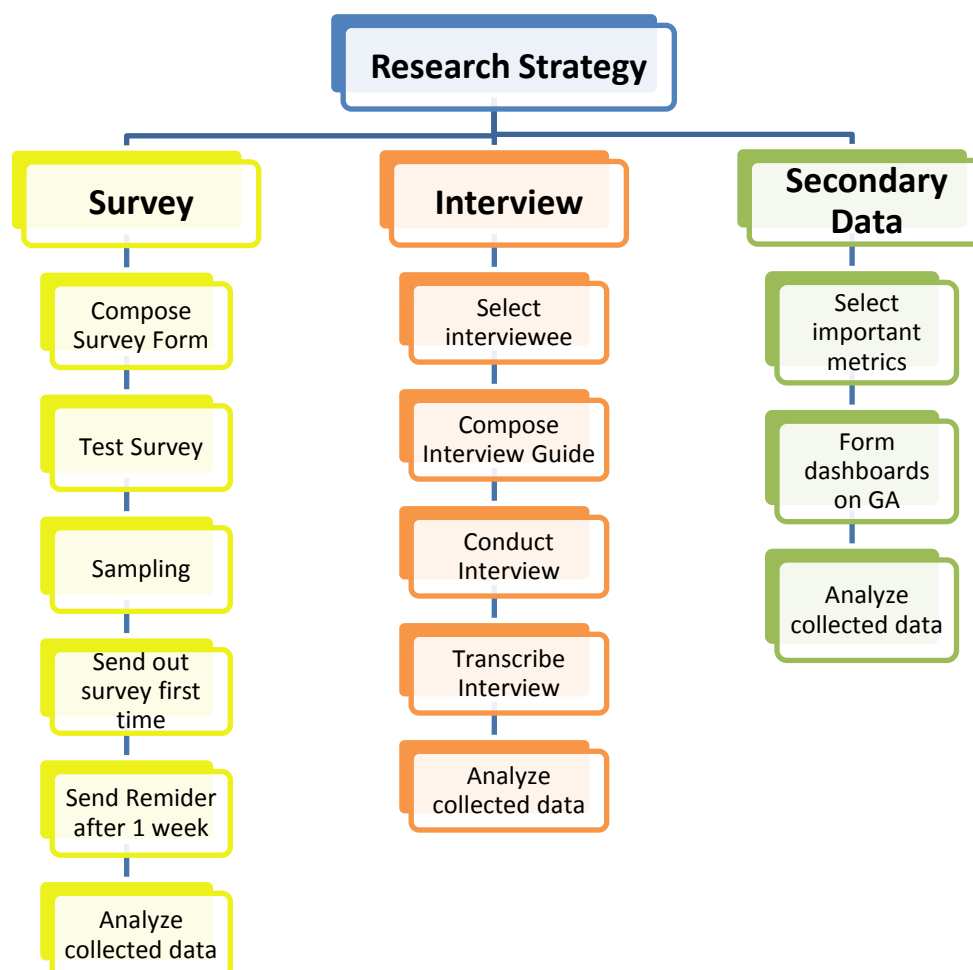 Research Strategy
Survey
Compose
Survey Form
Test Survey
Sampling
Send out
survey first
time
Send Remider
after 1 week
Analyze
collected data
Interview
Select
interviewee
Compose
Interview Guide
Conduct
Interview
Transcribe
Interview
Analyze
collected data
Secondary
Data
Select
important
metrics
Form
dashboards
on GA
Analyze
collected data